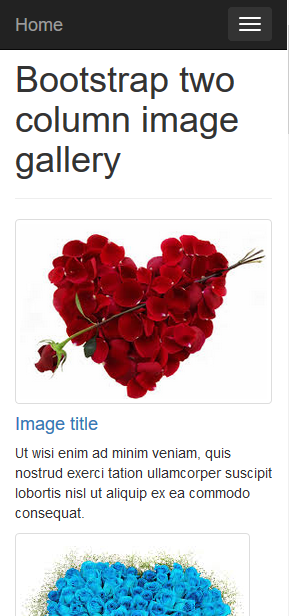 Home
Bootstrap two
column image
gallery
Image title
Ut wisi enim ad minim veniam, quis
nostrud exerci tation ullamcorper suscipit
lobortis nisl ut aliquip ex ea commodo
consequat.